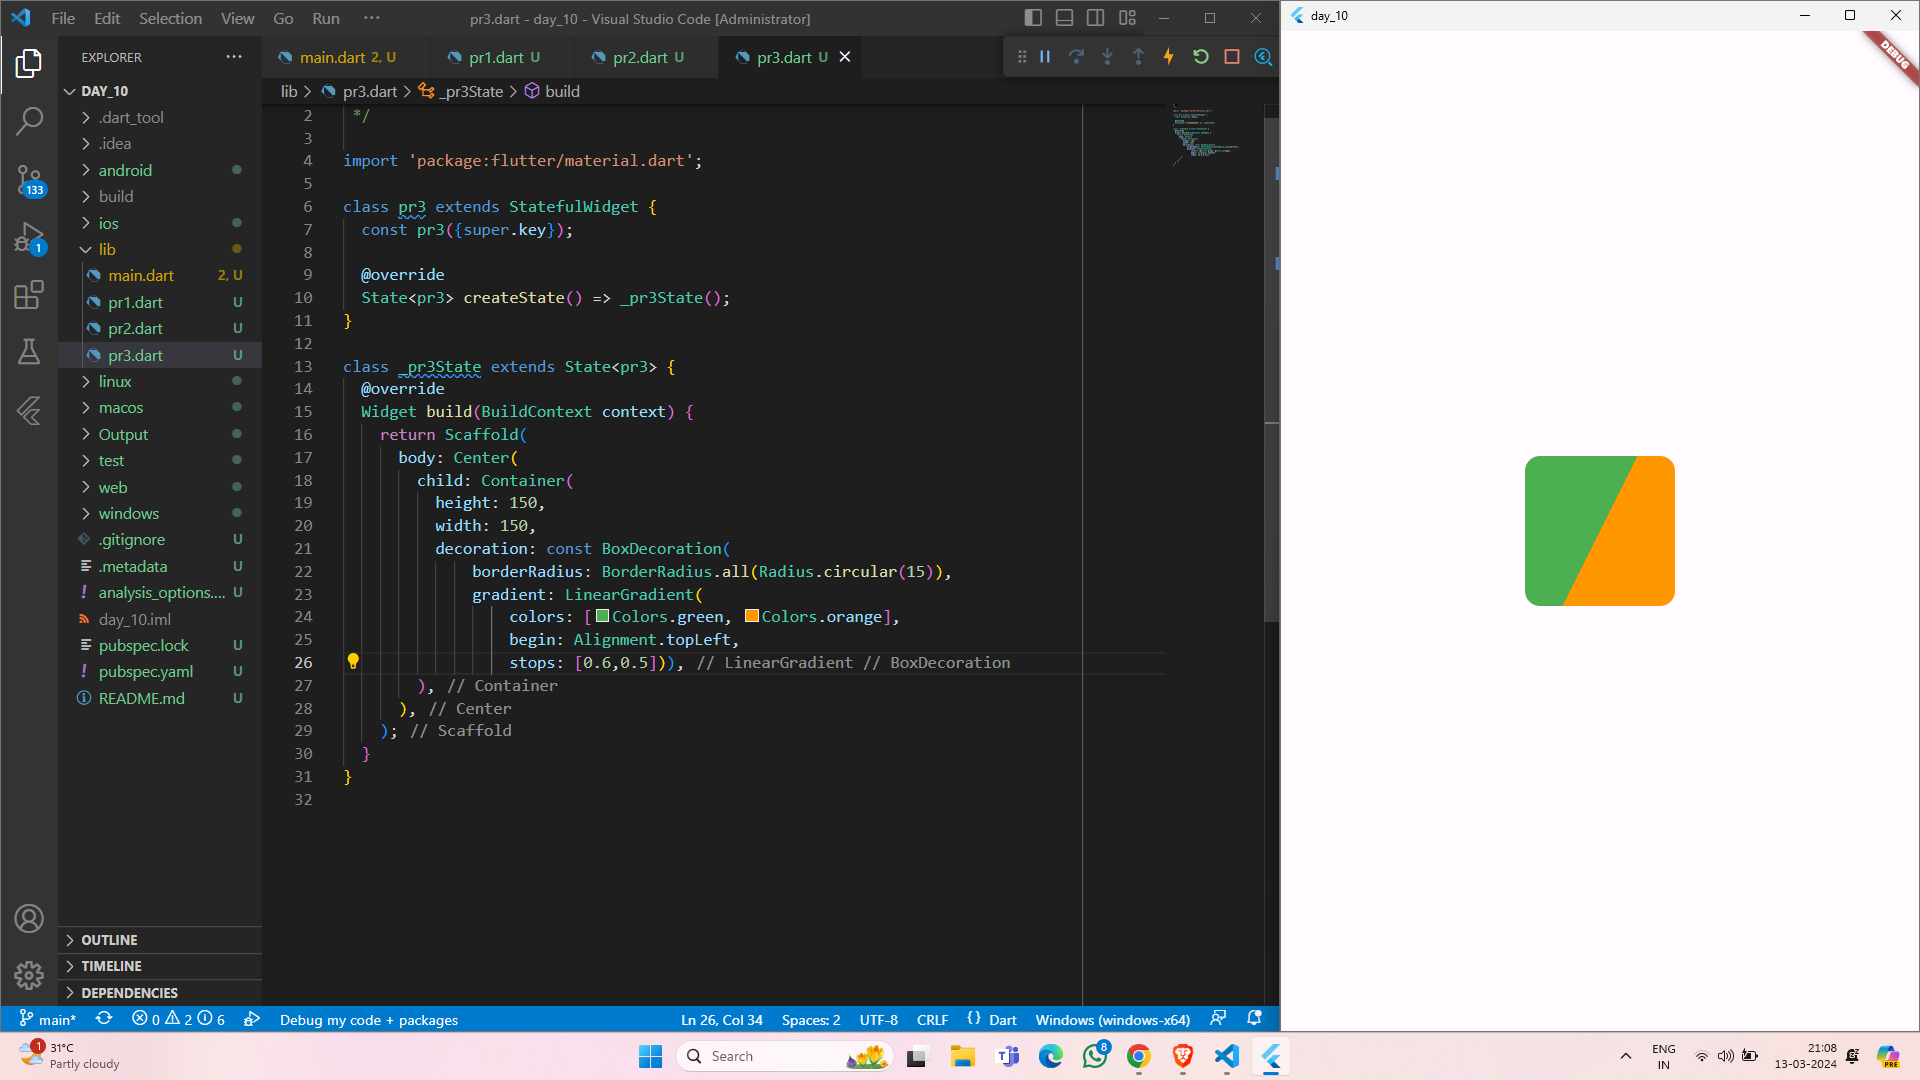 File Edit Selection View Go Run ··· pr3.dart - day_10 - Visual Studio Code [Administrator]
day_10
DEBUG
EXPLORER ···
main.dart 2, U
pr1.dart U
pr2.dart U
pr3.dart U
lib > pr3.dart > _pr3State > build
DAY_10
.dart_tool
.idea
android
build
ios
lib
main.dart 2, U
pr1.dart U
pr2.dart U
pr3.dart U
linux
macos
Output
test
web
windows
.gitignore U
.metadata U
analysis_options.... U
day_10.iml
pubspec.lock U
pubspec.yaml U
README.md U
OUTLINE
TIMELINE
DEPENDENCIES
133
1
2 */
3
4 import 'package:flutter/material.dart';
5
6 class pr3 extends StatefulWidget {
7 const pr3({super.key});
8
9 @override
10 State<pr3> createState() => _pr3State();
11 }
12
13 class _pr3State extends State<pr3> {
14 @override
15 Widget build(BuildContext context) {
16 return Scaffold(
17 body: Center(
18 child: Container(
19 height: 150,
20 width: 150,
21 decoration: const BoxDecoration(
22 borderRadius: BorderRadius.all(Radius.circular(15)),
23 gradient: LinearGradient(
24 colors: [Colors.green, Colors.orange],
25 begin: Alignment.topLeft,
26 stops: [0.6,0.5])), // LinearGradient // BoxDecoration
27 ), // Container
28 ), // Center
29 ); // Scaffold
30 }
31 }
32
main* 0 2 6 Debug my code + packages Ln 26, Col 34 Spaces: 2 UTF-8 CRLF {} Dart Windows (windows-x64)
1
31°C
Partly cloudy
Search
8
ENG
IN
21:08
13-03-2024
PRE